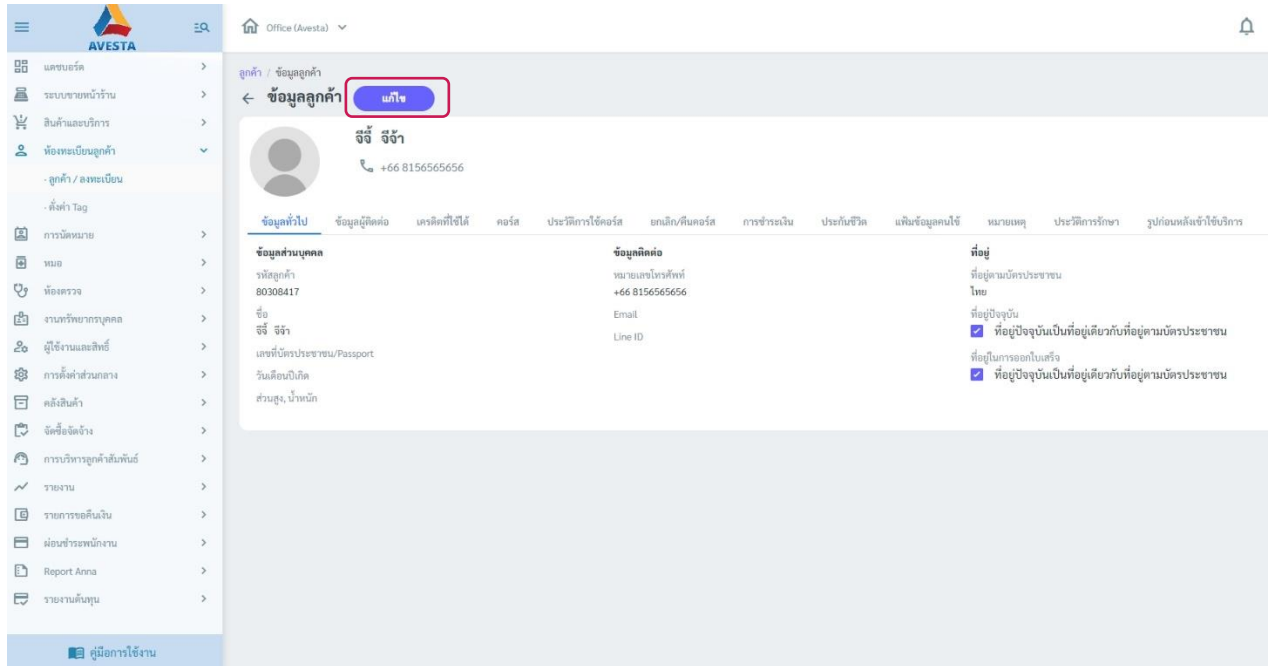 AVESTA
Office (Avesta)
แดชบอร์ด
ระบบขายหน้าร้าน
สินค้าและบริการ
ห้องทะเบียนลูกค้า
- ลูกค้า / ลงทะเบียน
- ตั้งค่า Tag
การนัดหมาย
หมอ
ห้องตรวจ
งานทรัพยากรบุคคล
ผู้ใช้งานและสิทธิ์
การตั้งค่าส่วนกลาง
คลังสินค้า
จัดซื้อจัดจ้าง
การบริหารลูกค้าสัมพันธ์
รายงาน
รายการขอคืนเงิน
ผ่อนชำระพนักงาน
Report Anna
รายงานต้นทุน
คู่มือการใช้งาน
ลูกค้า / ข้อมูลลูกค้า
ข้อมูลลูกค้า แก้ไข
จีจี้ จีจ้า
+66 8156565656
ข้อมูลทั่วไป ข้อมูลผู้ติดต่อ เครดิตที่ใช้ได้ คอร์ส ประวัติการใช้คอร์ส ยกเลิก/คืนคอร์ส การชำระเงิน ประกันชีวิต แฟ้มข้อมูลคนไข้ หมายเหตุ ประวัติการรักษา รูปก่อนหลังเข้าใช้บริการ
ข้อมูลส่วนบุคคล
รหัสลูกค้า
80308417
ชื่อ
จีจี้ จีจ้า
เลขที่บัตรประชาชน/Passport
วันเดือนปีเกิด
ส่วนสูง, น้ำหนัก
ข้อมูลติดต่อ
หมายเลขโทรศัพท์
+66 8156565656
Email
Line ID
ที่อยู่
ที่อยู่ตามบัตรประชาชน
ไทย
ที่อยู่ปัจจุบัน
ที่อยู่ปัจจุบันเป็นที่อยู่เดียวกับที่อยู่ตามบัตรประชาชน
ที่อยู่ในการออกใบเสร็จ
ที่อยู่ปัจจุบันเป็นที่อยู่เดียวกับที่อยู่ตามบัตรประชาชน